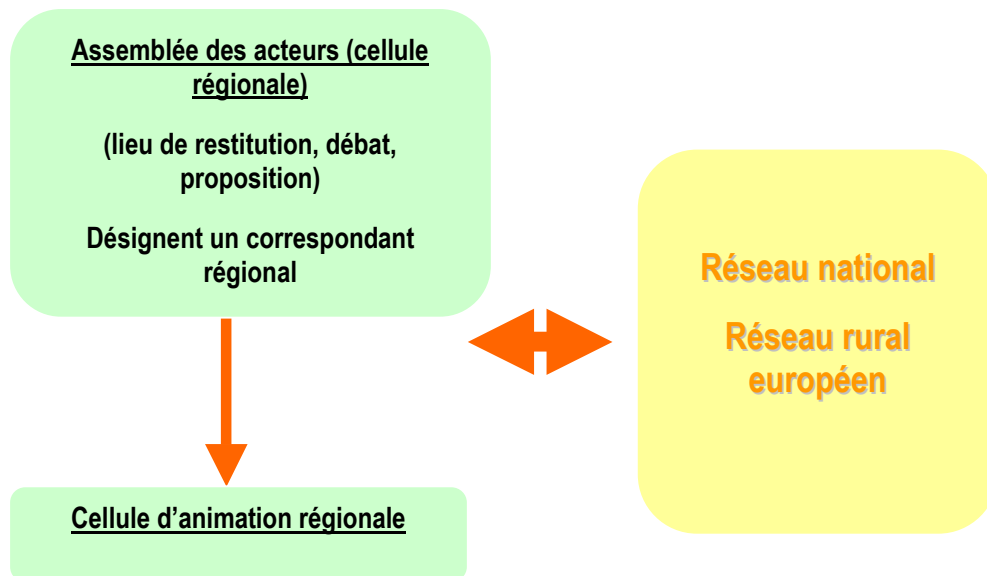 Assemblée des acteurs (cellule
régionale)
(lieu de restitution, débat,
proposition)
Désignent un correspondant
régional
Réseau national
Réseau rural
européen
Cellule d’animation régionale